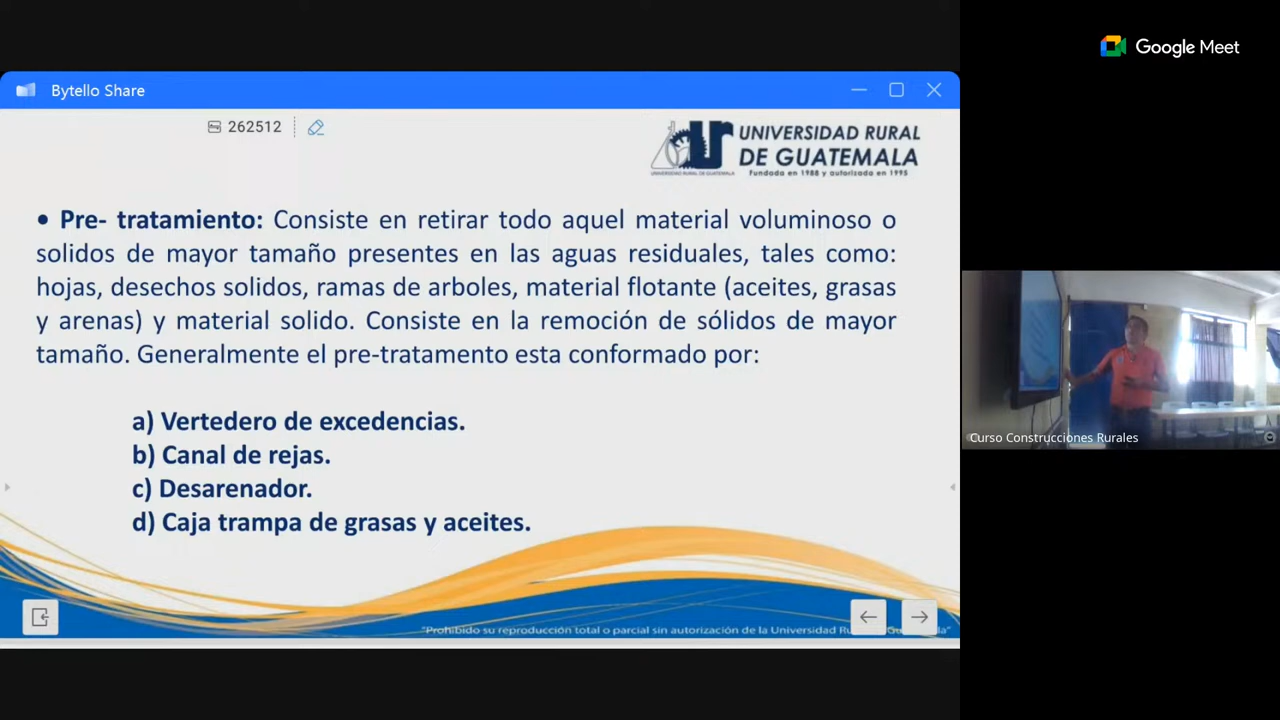 Google Meet
Bytello Share
262512
UNIVERSIDAD RURAL
DE GUATEMALA
Fundada en 1988 y autorizada en 1995
UNIVERSIDAD RURAL DE GUATEMALA
• Pre- tratamiento: Consiste en retirar todo aquel material voluminoso o
solidos de mayor tamaño presentes en las aguas residuales, tales como:
hojas, desechos solidos, ramas de arboles, material flotante (aceites, grasas
y arenas) y material solido. Consiste en la remoción de sólidos de mayor
tamaño. Generalmente el pre-tratamento esta conformado por:
a) Vertedero de excedencias.
b) Canal de rejas.
c) Desarenador.
d) Caja trampa de grasas y aceites.
Curso Construcciones Rurales
"Prohibido su reproducción total o parcial sin autorización de la Universidad